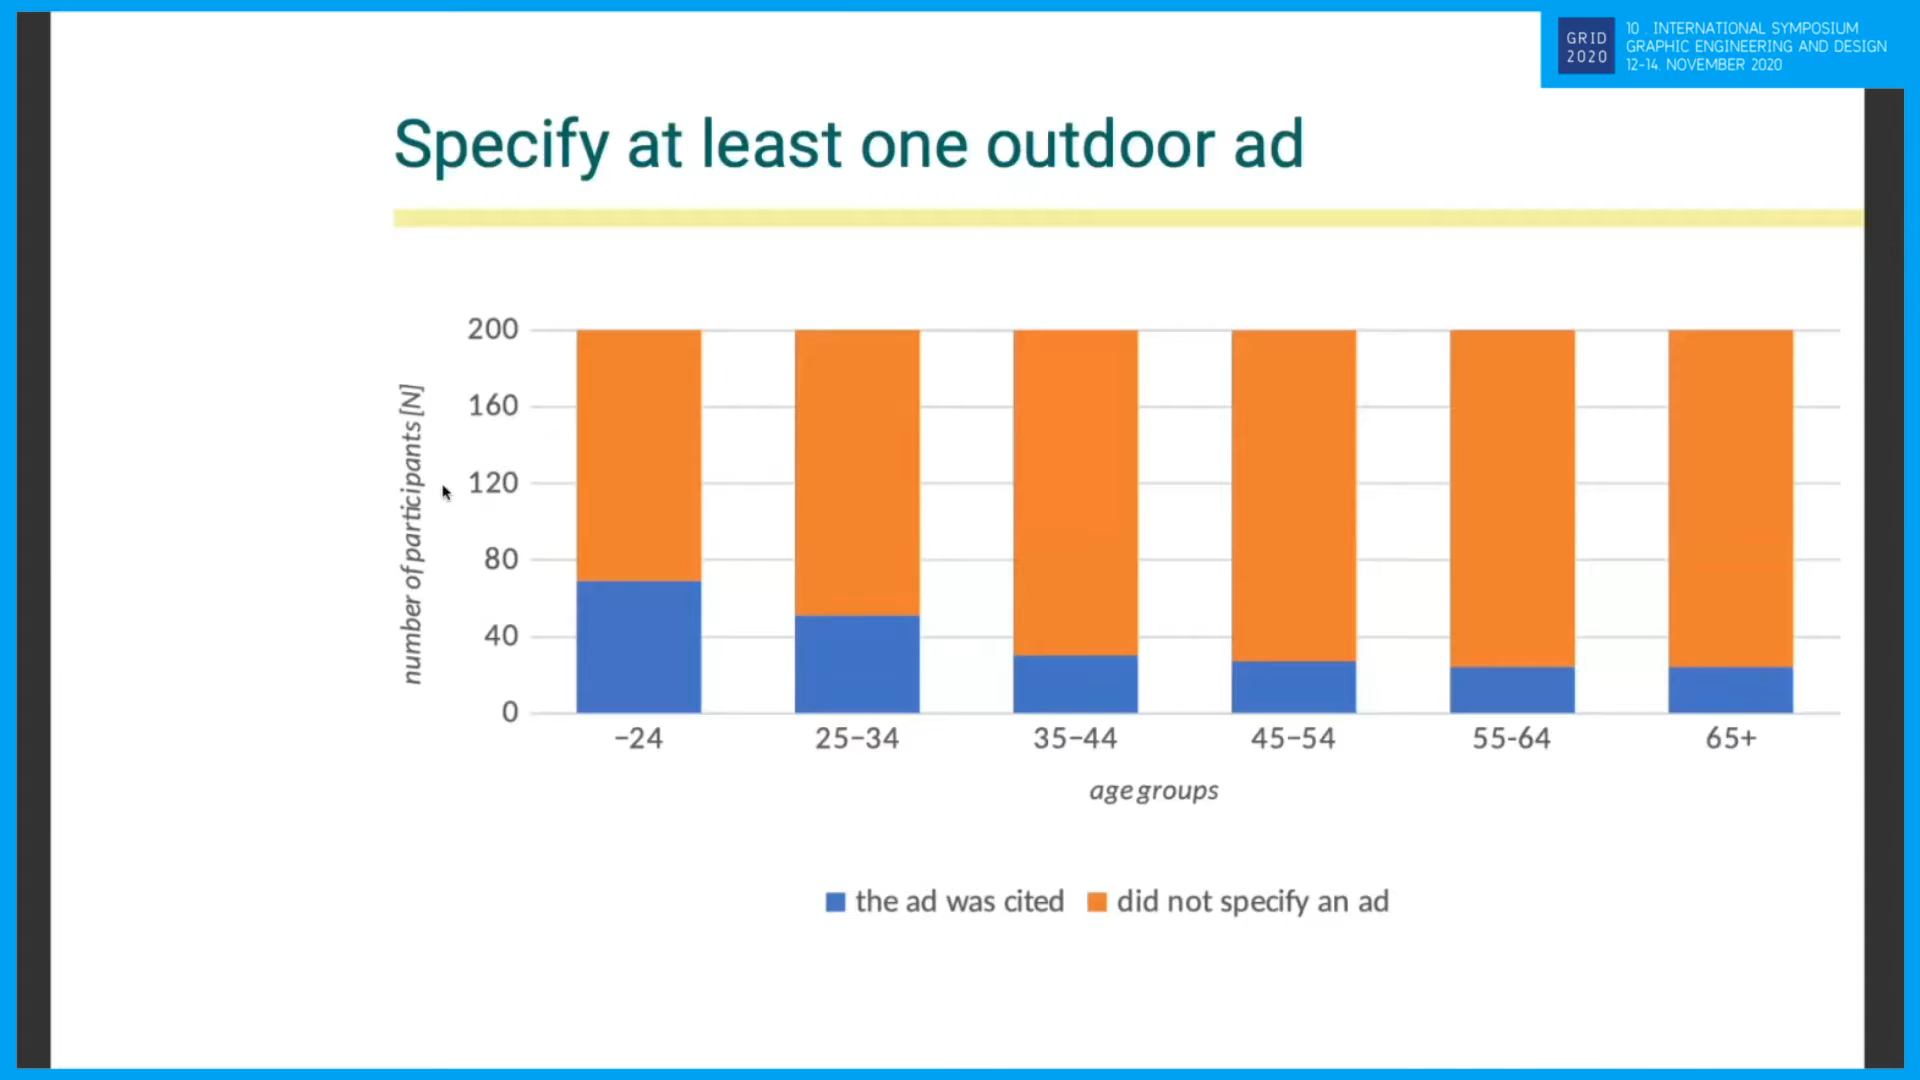 GRID
2020
10 . INTERNATIONAL SYMPOSIUM
GRAPHIC ENGINEERING AND DESIGN
12-14. NOVEMBER 2020
Specify at least one outdoor ad
number of participants [N]
200
160
120
80
40
0
−24
25−34
35−44
45−54
55-64
65+
age groups
the ad was cited
did not specify an ad